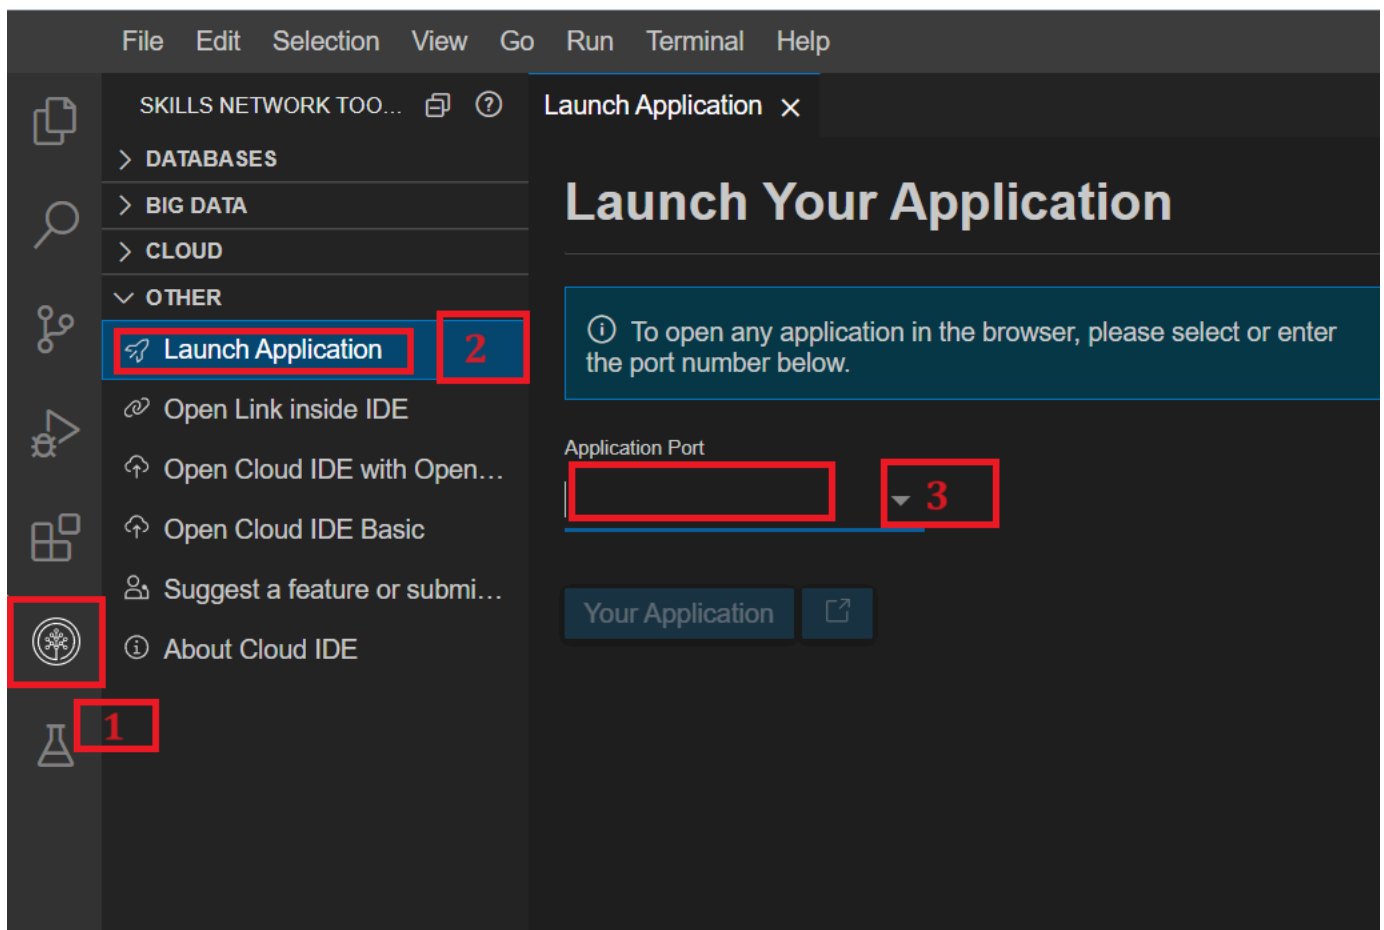 File Edit Selection View Go Run Terminal Help
SKILLS NETWORK TOO...
Launch Application
DATABASES
BIG DATA
CLOUD
OTHER
Launch Application 2
Open Link inside IDE
Open Cloud IDE with Open...
Open Cloud IDE Basic
Suggest a feature or submi...
About Cloud IDE
1
Launch Your Application
To open any application in the browser, please select or enter
the port number below.
Application Port
3
Your Application